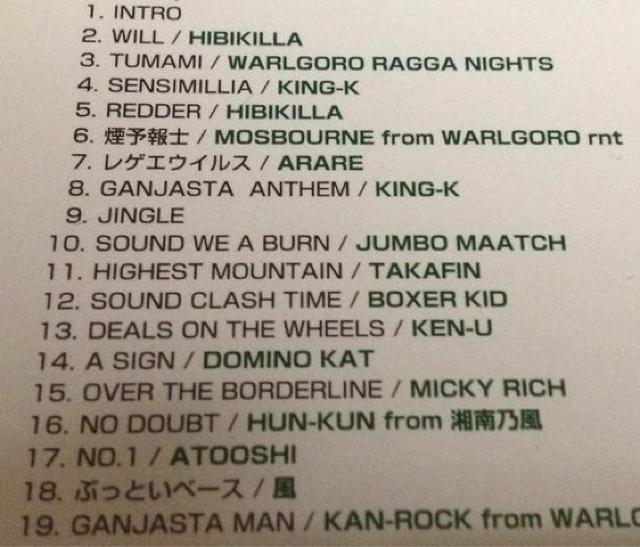 1. INTRO
2. WILL / HIBIKILLA
3. TUMAMI / WARLGORO RAGGA NIGHTS
4. SENSIMILLIA / KING-K
5. REDDER / HIBIKILLA
6. 煙予報士 / MOSBOURNE from WARLGORO rnt
7. レゲエウイルス / ARARE
8. GANJASTA ANTHEM / KING-K
9. JINGLE
10. SOUND WE A BURN / JUMBO MAATCH
11. HIGHEST MOUNTAIN / TAKAFIN
12. SOUND CLASH TIME / BOXER KID
13. DEALS ON THE WHEELS / KEN-U
14. A SIGN / DOMINO KAT
15. OVER THE BORDERLINE / MICKY RICH
16. NO DOUBT / HUN-KUN from 湘南乃風
17. NO.1 / ATOOSHI
18. ぶっといベース / 風
19. GANJASTA MAN / KAN-ROCK from WARLG